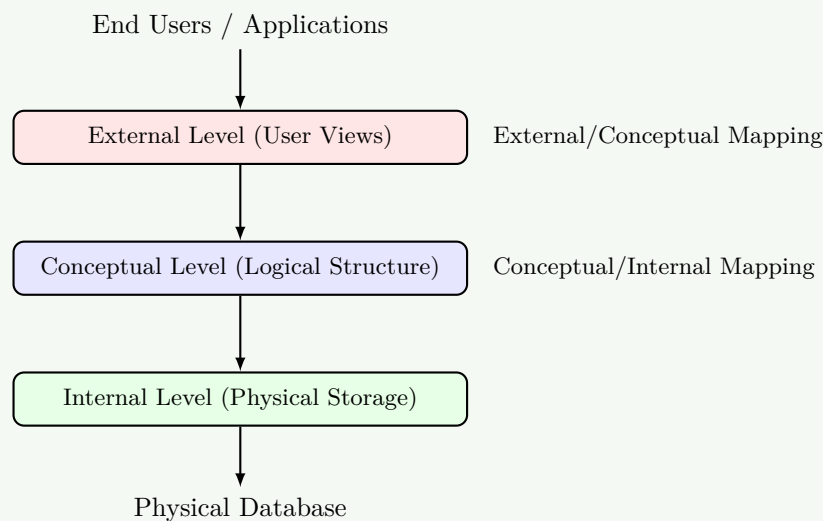 End Users / Applications
External Level (User Views)
External/Conceptual Mapping
Conceptual Level (Logical Structure)
Conceptual/Internal Mapping
Internal Level (Physical Storage)
Physical Database